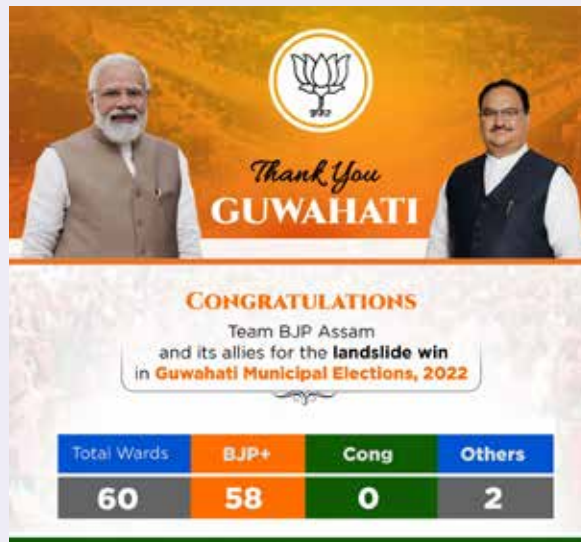 भाजपा
Thank You
GUWAHATI
CONGRATULATIONS
Team BJP Assam
and its allies for the landslide win
in Guwahati Municipal Elections, 2022
Total Wards BJP+ Cong Others
60 58 0 2